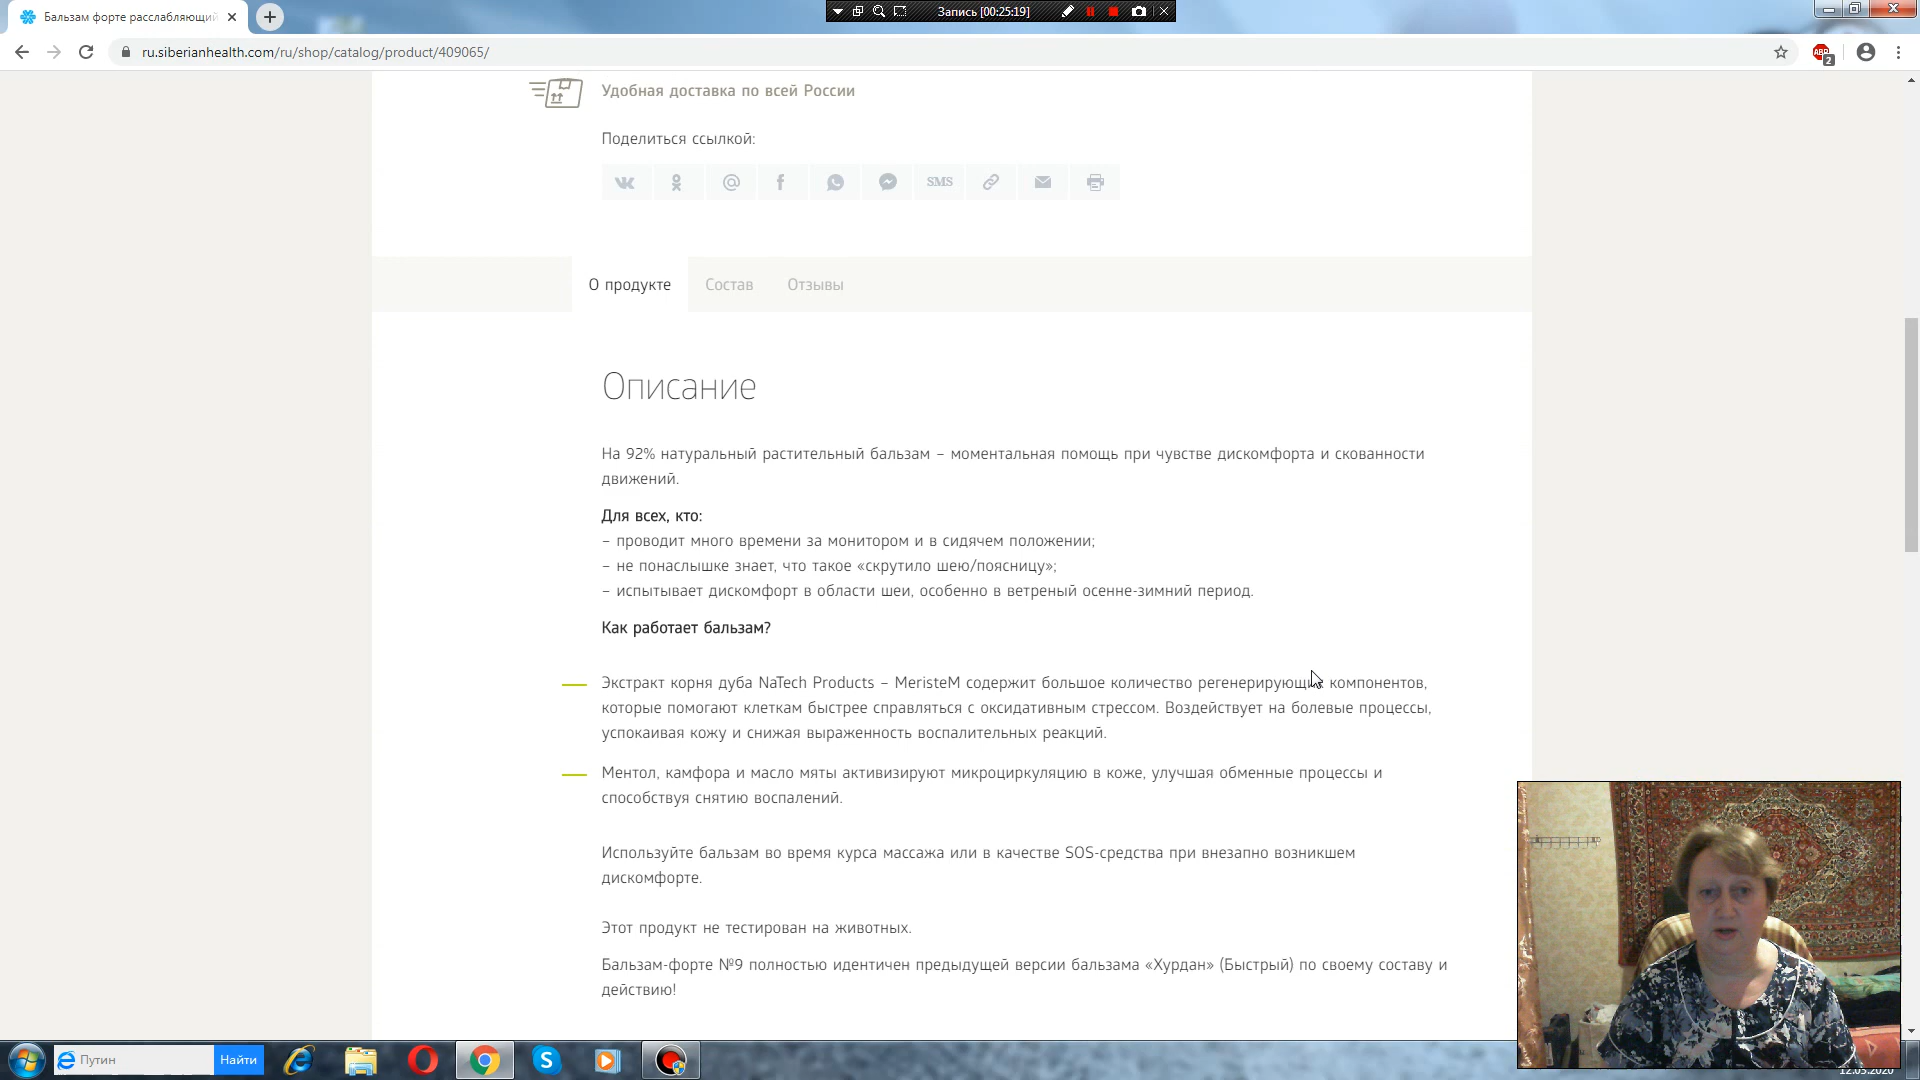 Бальзам форте расслабляющий
Запись [00:25:19]
ru.siberianhealth.com/ru/shop/catalog/product/409065/
ABP
2
Удобная доставка по всей России
Поделиться ссылкой:
SMS
О продукте Состав Отзывы
Описание
На 92% натуральный растительный бальзам – моментальная помощь при чувстве дискомфорта и скованности
движений.
Для всех, кто:
– проводит много времени за монитором и в сидячем положении;
– не понаслышке знает, что такое «скрутило шею/поясницу»;
– испытывает дискомфорт в области шеи, особенно в ветреный осенне-зимний период.
Как работает бальзам?
Экстракт корня дуба NaTech Products – MeristeM содержит большое количество регенерирующих компонентов,
которые помогают клеткам быстрее справляться с оксидативным стрессом. Воздействует на болевые процессы,
успокаивая кожу и снижая выраженность воспалительных реакций.
Ментол, камфора и масло мяты активизируют микроциркуляцию в коже, улучшая обменные процессы и
способствуя снятию воспалений.
Используйте бальзам во время курса массажа или в качестве SOS-средства при внезапно возникшем
дискомфорте.
Этот продукт не тестирован на животных.
Бальзам-форте №9 полностью идентичен предыдущей версии бальзама «Хурдан» (Быстрый) по своему составу и
действию!
Путин Найти
12.03.2020